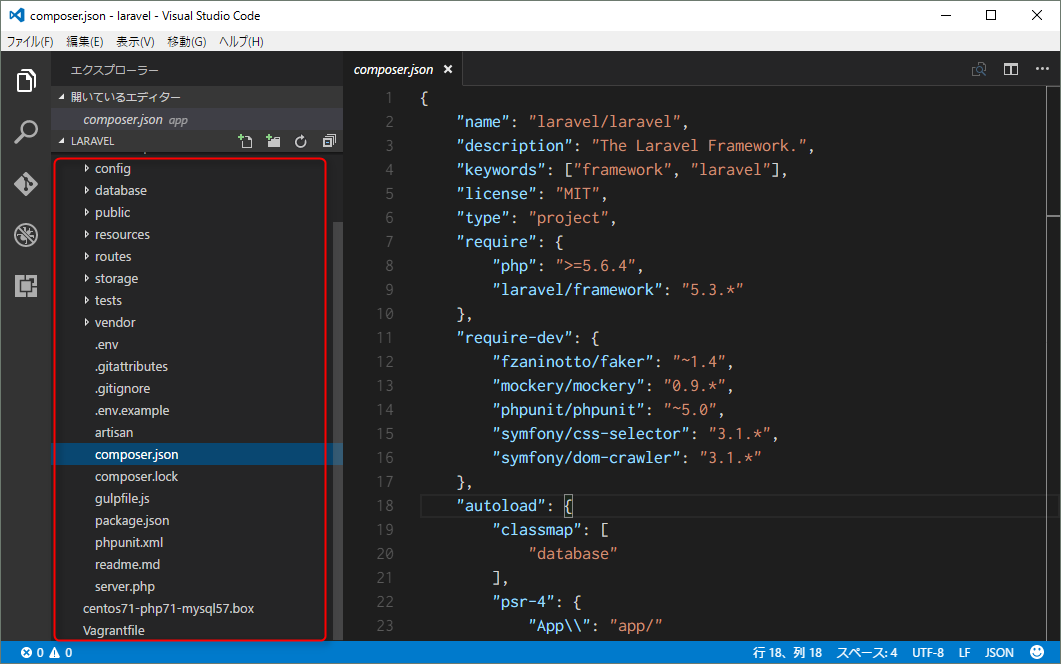 composer.json - laravel - Visual Studio Code
ファイル(F) 編集(E) 表示(V) 移動(G) ヘルプ(H)
エクスプローラー
開いているエディター
composer.json app
LARAVEL
config
database
public
resources
routes
storage
tests
vendor
.env
.gitattributes
.gitignore
.env.example
artisan
composer.json
composer.lock
gulpfile.js
package.json
phpunit.xml
readme.md
server.php
centos71-php71-mysql57.box
Vagrantfile
composer.json
1 {
2 "name": "laravel/laravel",
3 "description": "The Laravel Framework.",
4 "keywords": ["framework", "laravel"],
5 "license": "MIT",
6 "type": "project",
7 "require": {
8 "php": ">=5.6.4",
9 "laravel/framework": "5.3.*"
10 },
11 "require-dev": {
12 "fzaninotto/faker": "~1.4",
13 "mockery/mockery": "0.9.*",
14 "phpunit/phpunit": "~5.0",
15 "symfony/css-selector": "3.1.*",
16 "symfony/dom-crawler": "3.1.*"
17 },
18 "autoload": {
19 "classmap": [
20 "database"
21 ],
22 "psr-4": {
23 "App\\": "app/"
0 0
行 18、列 18 スペース: 4 UTF-8 LF JSON